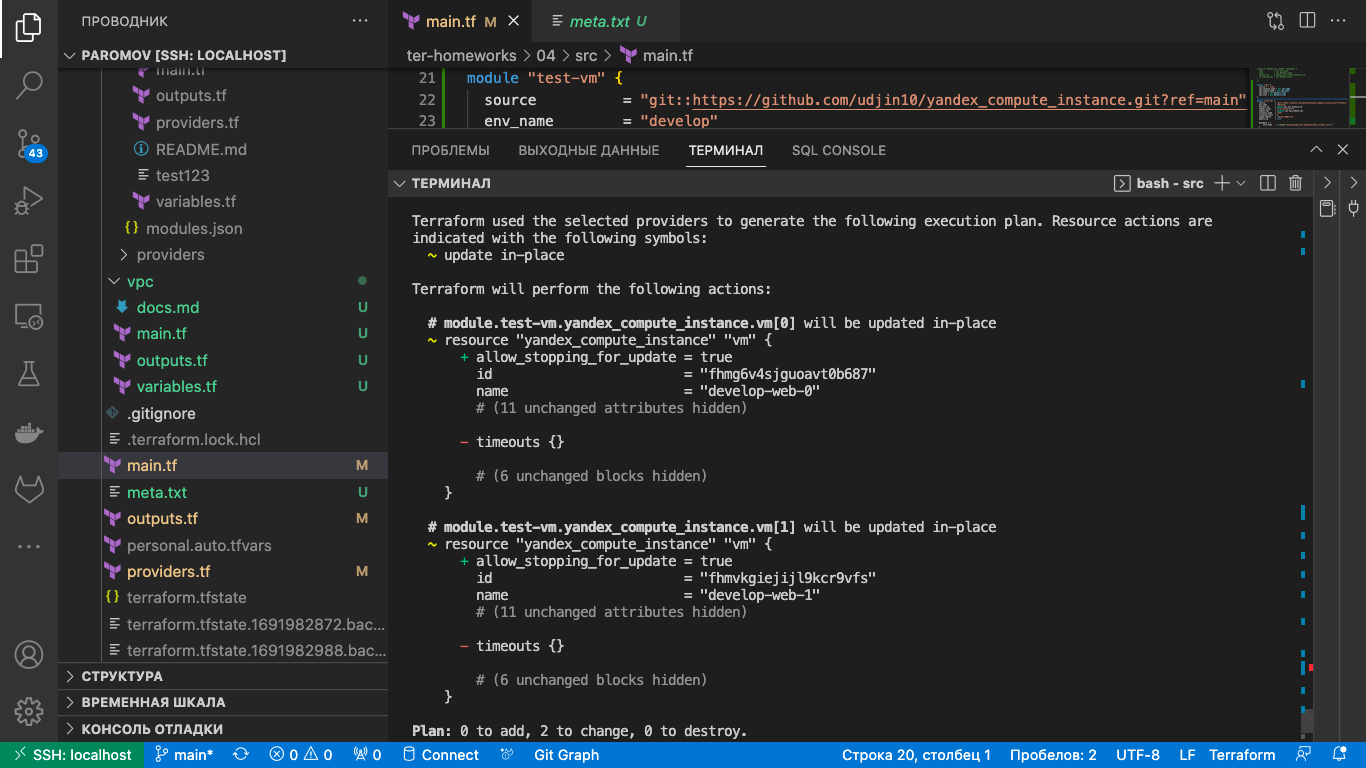 ПРОВОДНИК
main.tf M
meta.txt U
PAROMOV [SSH: LOCALHOST]
ter-homeworks > 04 > src > main.tf
main.tf
outputs.tf
providers.tf
README.md
test123
variables.tf
modules.json
providers
vpc
docs.md U
main.tf U
outputs.tf U
variables.tf U
.gitignore
.terraform.lock.hcl
main.tf M
meta.txt U
outputs.tf M
personal.auto.tfvars
providers.tf M
terraform.tfstate
terraform.tfstate.1691982872.bac...
terraform.tfstate.1691982988.bac...
СТРУКТУРА
ВРЕМЕННАЯ ШКАЛА
КОНСОЛЬ ОТЛАДКИ
43
21 module "test-vm" {
22 source = "git::https://github.com/udjin10/yandex_compute_instance.git?ref=main"
23 env_name = "develop"
ПРОБЛЕМЫ ВЫХОДНЫЕ ДАННЫЕ ТЕРМИНАЛ SQL CONSOLE
ТЕРМИНАЛ
bash - src
Terraform used the selected providers to generate the following execution plan. Resource actions are
indicated with the following symbols:
~ update in-place
Terraform will perform the following actions:
# module.test-vm.yandex_compute_instance.vm[0] will be updated in-place
~ resource "yandex_compute_instance" "vm" {
+ allow_stopping_for_update = true
id = "fhmg6v4sjguoavt0b687"
name = "develop-web-0"
# (11 unchanged attributes hidden)
- timeouts {}
# (6 unchanged blocks hidden)
}
# module.test-vm.yandex_compute_instance.vm[1] will be updated in-place
~ resource "yandex_compute_instance" "vm" {
+ allow_stopping_for_update = true
id = "fhmvkgiejijl9kcr9vfs"
name = "develop-web-1"
# (11 unchanged attributes hidden)
- timeouts {}
# (6 unchanged blocks hidden)
}
Plan: 0 to add, 2 to change, 0 to destroy.
SSH: localhost main* 0 0 0 Connect Git Graph Строка 20, столбец 1 Пробелов: 2 UTF-8 LF Terraform